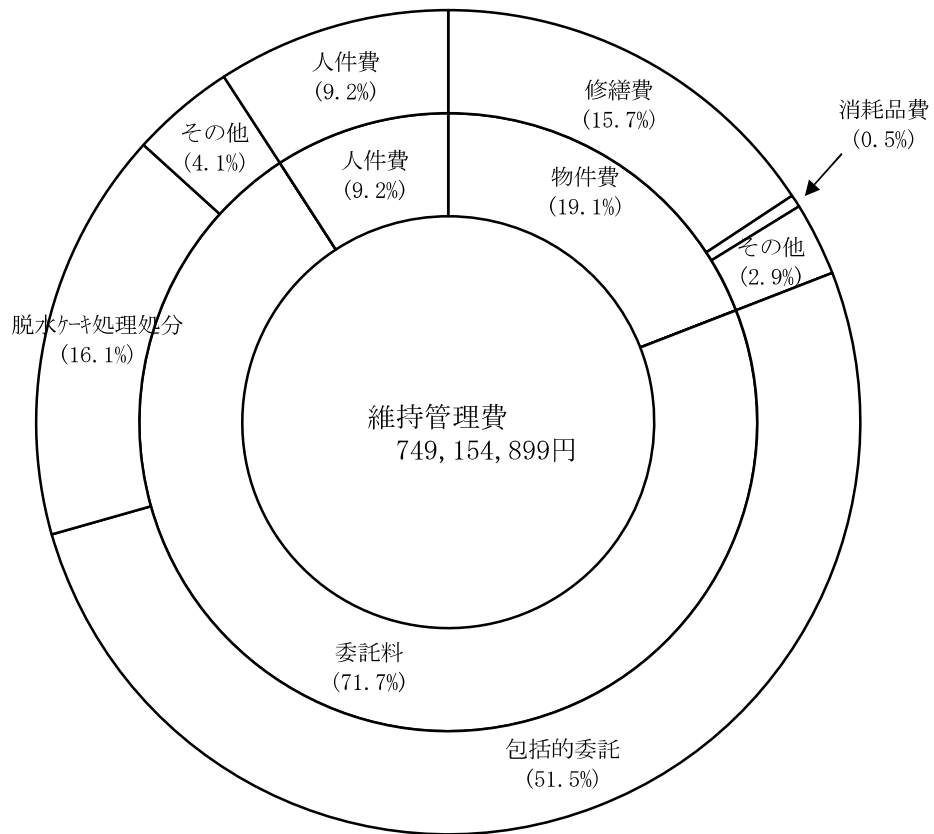 人件費
(9.2%)
修繕費
(15.7%)
消耗品費
(0.5%)
その他
(4.1%)
人件費
(9.2%)
物件費
(19.1%)
その他
(2.9%)
脱水ｹｰｷ処理処分
(16.1%)
維持管理費
749,154,899円
委託料
(71.7%)
包括的委託
(51.5%)